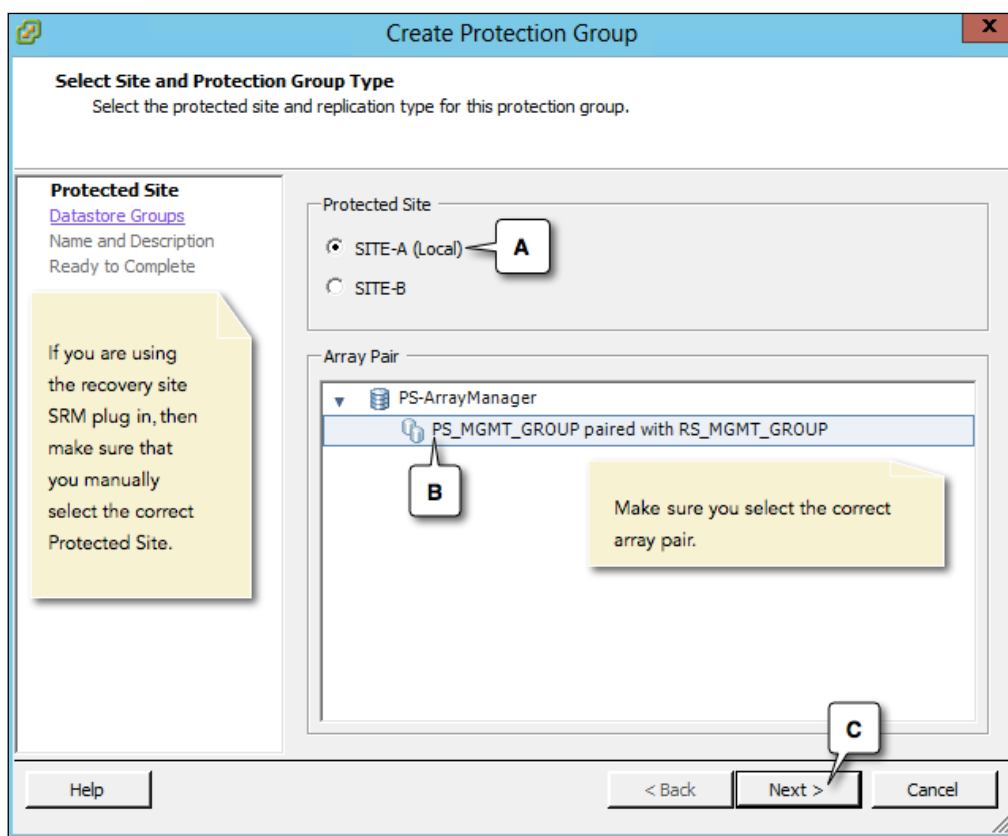 Create Protection Group
x
Select Site and Protection Group Type
Select the protected site and replication type for this protection group.
Protected Site
Datastore Groups
Name and Description
Ready to Complete
If you are using
the recovery site
SRM plug in, then
make sure that
you manually
select the correct
Protected Site.
Protected Site
SITE-A (Local)
A
SITE-B
Array Pair
PS-ArrayManager
PS_MGMT_GROUP paired with RS_MGMT_GROUP
B
Make sure you select the correct
array pair.
C
Help
< Back
Next >
Cancel